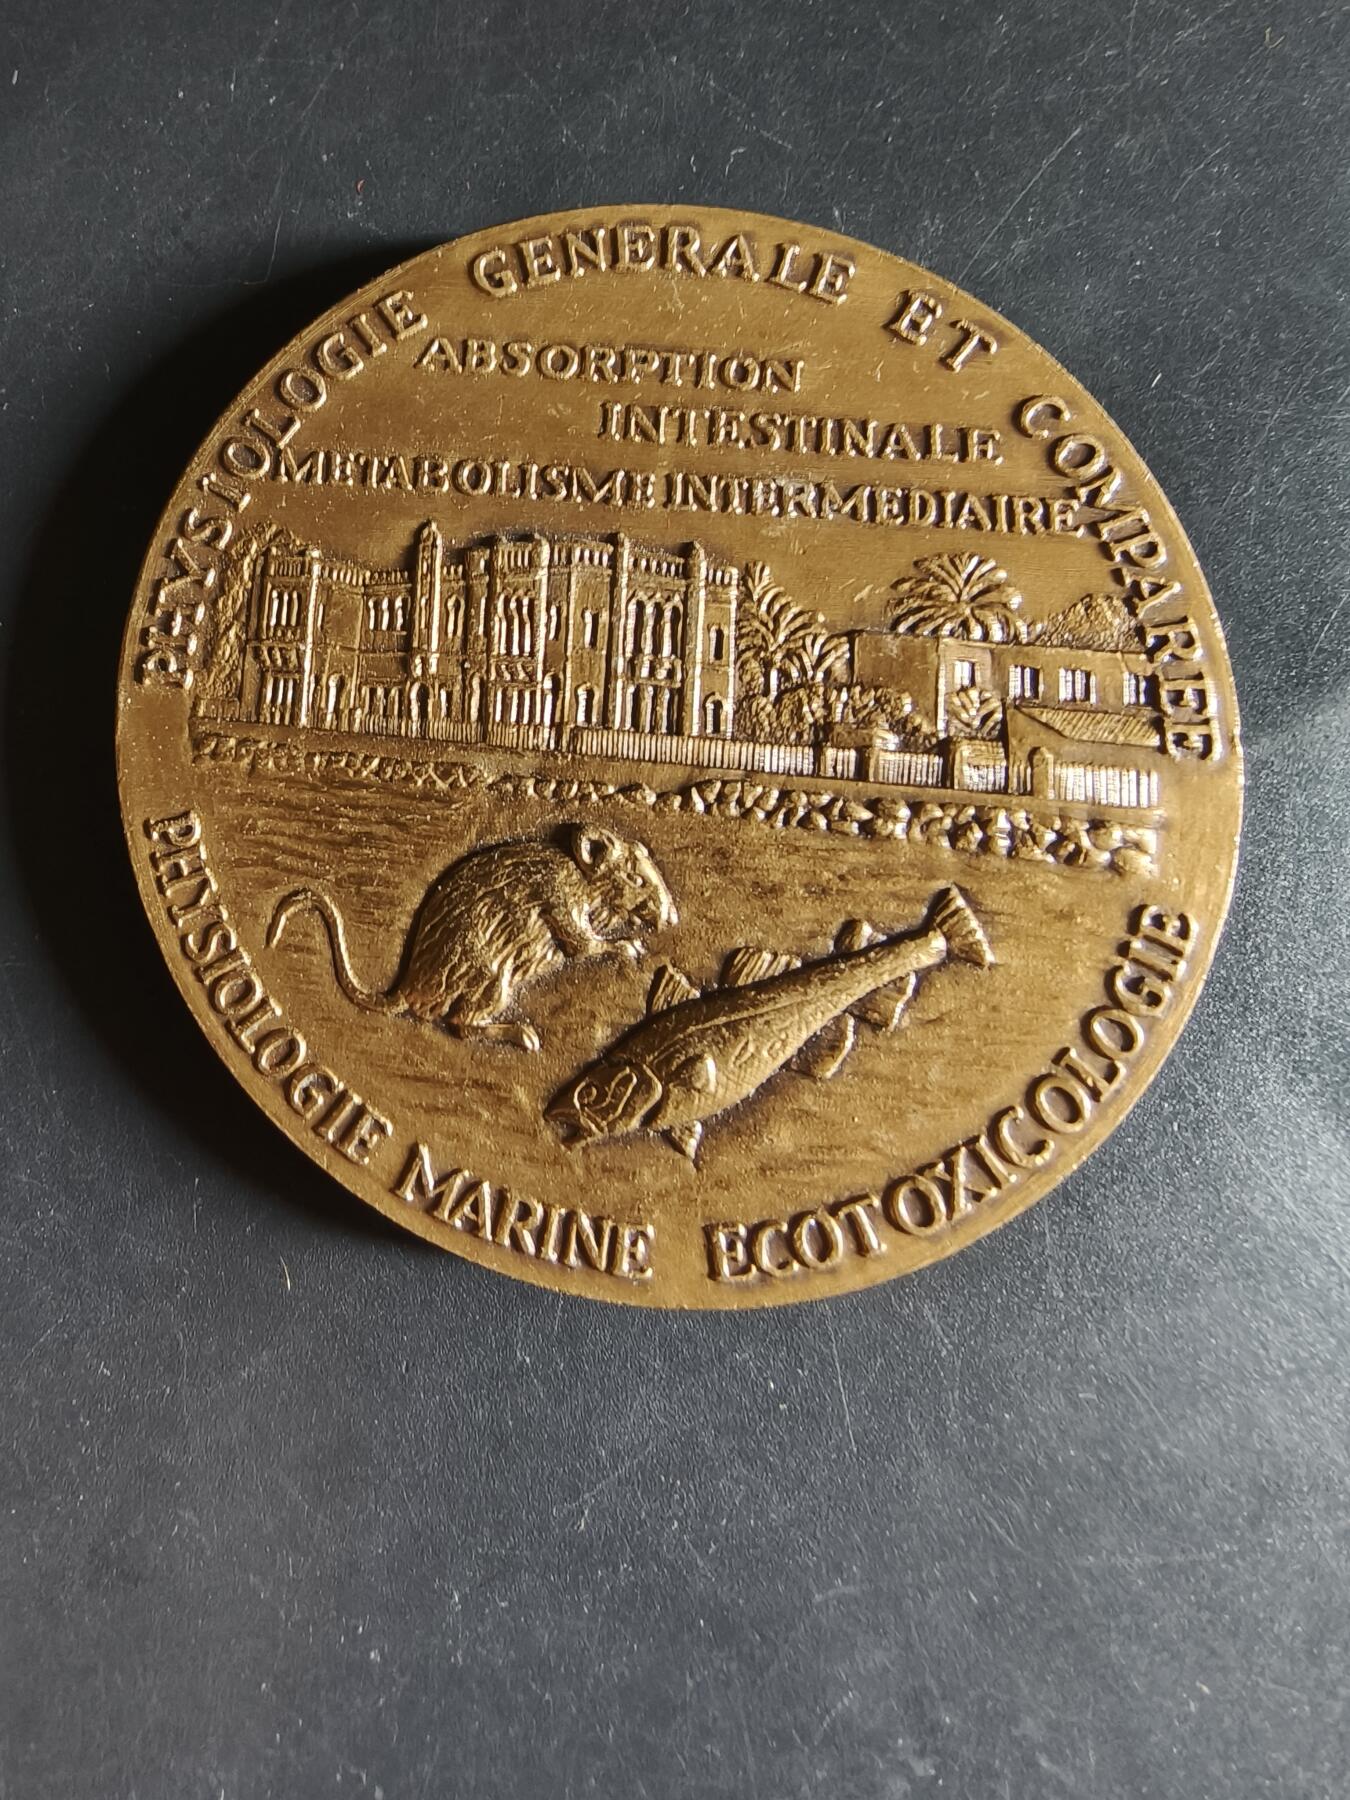 PHYSIOLOGIE GENERALE ET COMPAREE
ABSORPTION
INTESTINALE
METABOLISME INTERMEDIAIRE
PHYSIOLOGIE MARINE ECOTOXICOLOGIE